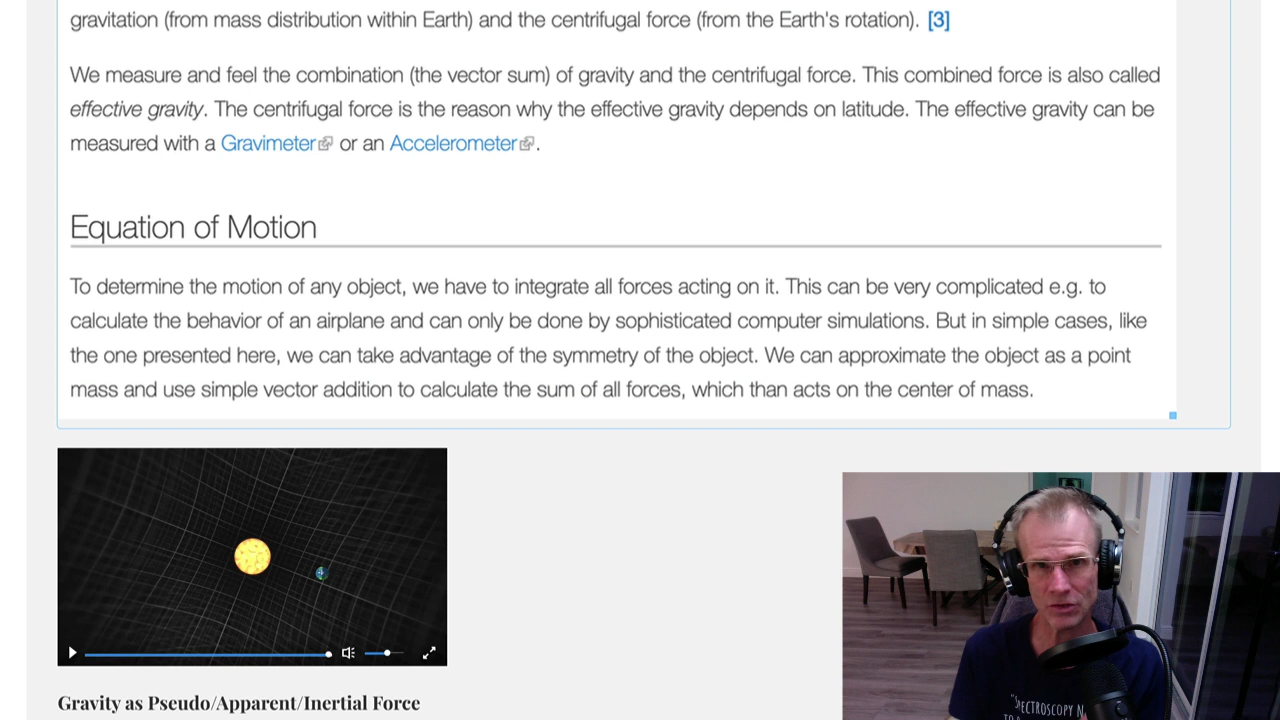 gravitation (from mass distribution within Earth) and the centrifugal force (from the Earth's rotation). [3]
We measure and feel the combination (the vector sum) of gravity and the centrifugal force. This combined force is also called
effective gravity. The centrifugal force is the reason why the effective gravity depends on latitude. The effective gravity can be
measured with a Gravimeter or an Accelerometer.
Equation of Motion
To determine the motion of any object, we have to integrate all forces acting on it. This can be very complicated e.g. to
calculate the behavior of an airplane and can only be done by sophisticated computer simulations. But in simple cases, like
the one presented here, we can take advantage of the symmetry of the object. We can approximate the object as a point
mass and use simple vector addition to calculate the sum of all forces, which than acts on the center of mass.
Gravity as Pseudo/Apparent/Inertial Force
"SPECTROSCOPY